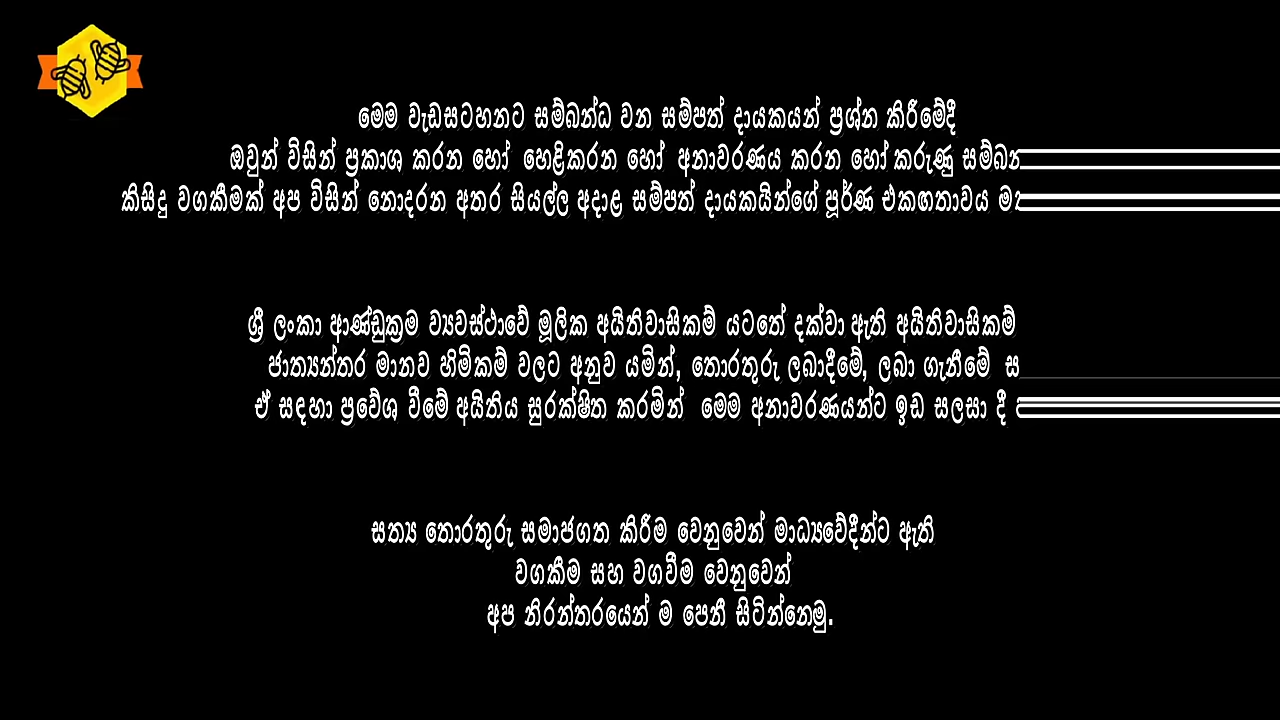 මෙම වැඩසටහනට සම්බන්ධ වන සම්පත් දායකයන් ප්‍රශ්න කිරීමේදී
ඔවුන් විසින් ප්‍රකාශ කරන හෝ හෙළිකරන හෝ අනාවරණය කරන හෝ කරුණු
කිසිදු වගකීමක් අප විසින් නොදරන අතර සියල්ල අදාළ සම්පත් දායකයින්ගේ පූර්ණ එකඟතාවය
ශ්‍රී ලංකා ආණ්ඩුක්‍රම ව්‍යවස්ථාවේ මූලික අයිතිවාසිකම් යටතේ දක්වා ඇති අයිතිවාසිකම්
ජාත්‍යන්තර මානව හිමිකම් වලට අනුව යමින්, තොරතුරු ලබාදීමේ, ලබා ගැනීමේ
ඒ සඳහා ප්‍රවේශ වීමේ අයිතිය සුරක්ෂිත කරමින් මෙම අනාවරණයන්ට ඉඩ සලසා දී
සත්‍ය තොරතුරු සමාජගත කිරීම වෙනුවෙන් මාධ්‍යවේදීන්ට ඇති
වගකීම සහ වගවීම වෙනුවෙන්
අප නිරන්තරයෙන් ම පෙනී සිටින්නෙමු.